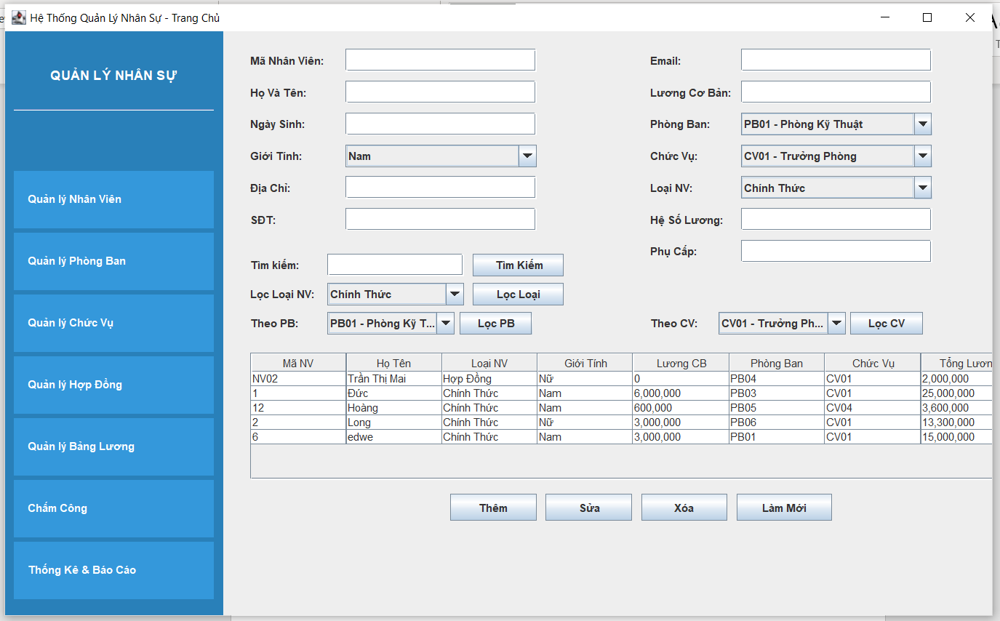 Hệ Thống Quản Lý Nhân Sự - Trang Chủ
QUẢN LÝ NHÂN SỰ
Quản lý Nhân Viên
Quản lý Phòng Ban
Quản lý Chức Vụ
Quản lý Hợp Đồng
Quản lý Bảng Lương
Chấm Công
Thống Kê & Báo Cáo
Mã Nhân Viên: Email:
Họ Và Tên: Lương Cơ Bản:
Ngày Sinh: Phòng Ban: PB01 - Phòng Kỹ Thuật
Giới Tính: Nam Chức Vụ: CV01 - Trưởng Phòng
Địa Chỉ: Loại NV: Chính Thức
SĐT: Hệ Số Lương:
Phụ Cấp:
Tìm kiếm: Tìm Kiếm
Lọc Loại NV: Chính Thức Lọc Loại
Theo PB: PB01 - Phòng Kỹ T... Lọc PB Theo CV: CV01 - Trưởng Ph... Lọc CV
Mã NV Họ Tên Loại NV Giới Tính Lương CB Phòng Ban Chức Vụ Tổng Lươn
NV02 Trần Thị Mai Hợp Đồng Nữ 0 PB04 CV01 2,000,000
1 Đức Chính Thức Nam 6,000,000 PB03 CV01 25,000,000
12 Hoàng Chính Thức Nam 600,000 PB05 CV04 3,600,000
2 Long Chính Thức Nữ 3,000,000 PB06 CV01 13,300,000
6 edwe Chính Thức Nam 3,000,000 PB01 CV01 15,000,000
Thêm Sửa Xóa Làm Mới